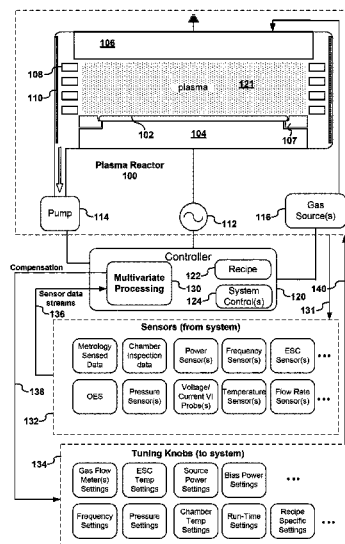 106
108
plasma
121
110
102
104
107
Plasma Reactor
100
Pump
114
112
116
Gas
Source(s)
Compensation
Controller
Sensor data
streams
136
Multivariate
Processing
130
122
Recipe
124
System
Control(s)
120
140
131
Sensors (from system)
Metrology
Sensed
Data
Chamber
Inspection
data
Power
Sensor(s)
Frequency
Sensor(s)
ESC
Sensor(s)
•••
138
OES
Pressure
Sensor(s)
Voltage/
Current VI
Probe(s)
Temperature
Sensor(s)
Flow Rate
Sensor(s)
132
Tuning Knobs (to system)
134
Gas Flow
Meter(s)
Settings
ESC
Temp
Settings
Source
Power
Settings
Bias Power
Settings
•••
Frequency
Settings
Pressure
Settings
Chamber
Temp
Settings
Run-Time
Settings
Recipe
Specific
Settings
•••